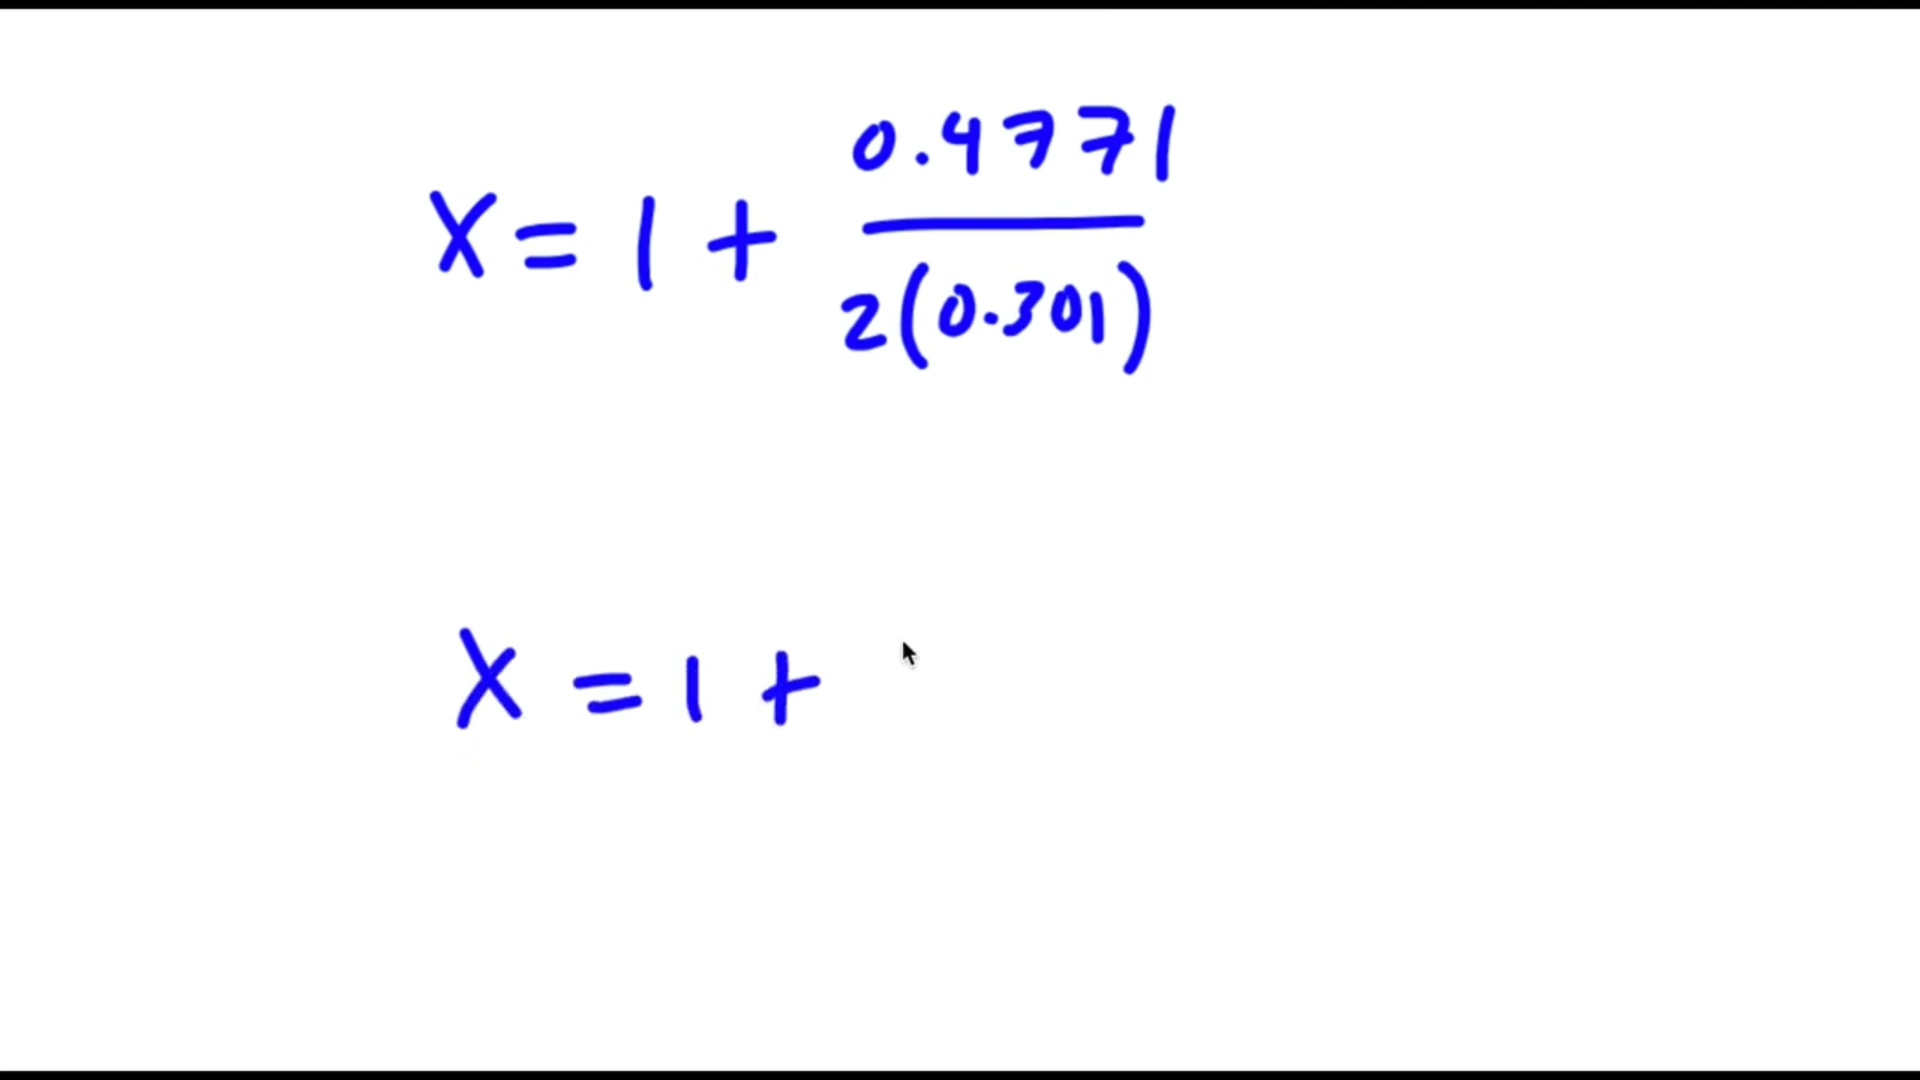 X = 1 + 0.4771 / 2(0.301)
X = 1 +